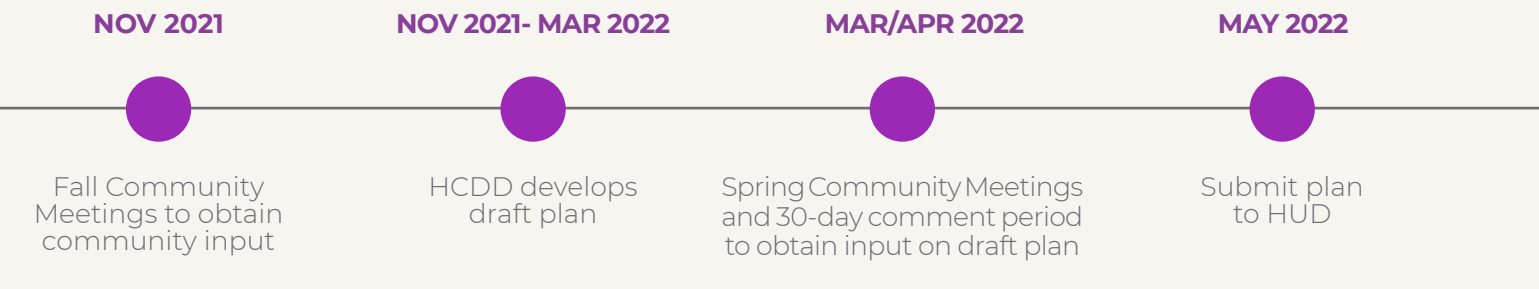 NOV 2021
Fall Community
Meetings to obtain
community input
NOV 2021- MAR 2022
HCDD develops
draft plan
MAR/APR 2022
Spring Community Meetings
and 30-day comment period
to obtain input on draft plan
MAY 2022
Submit plan
to HUD